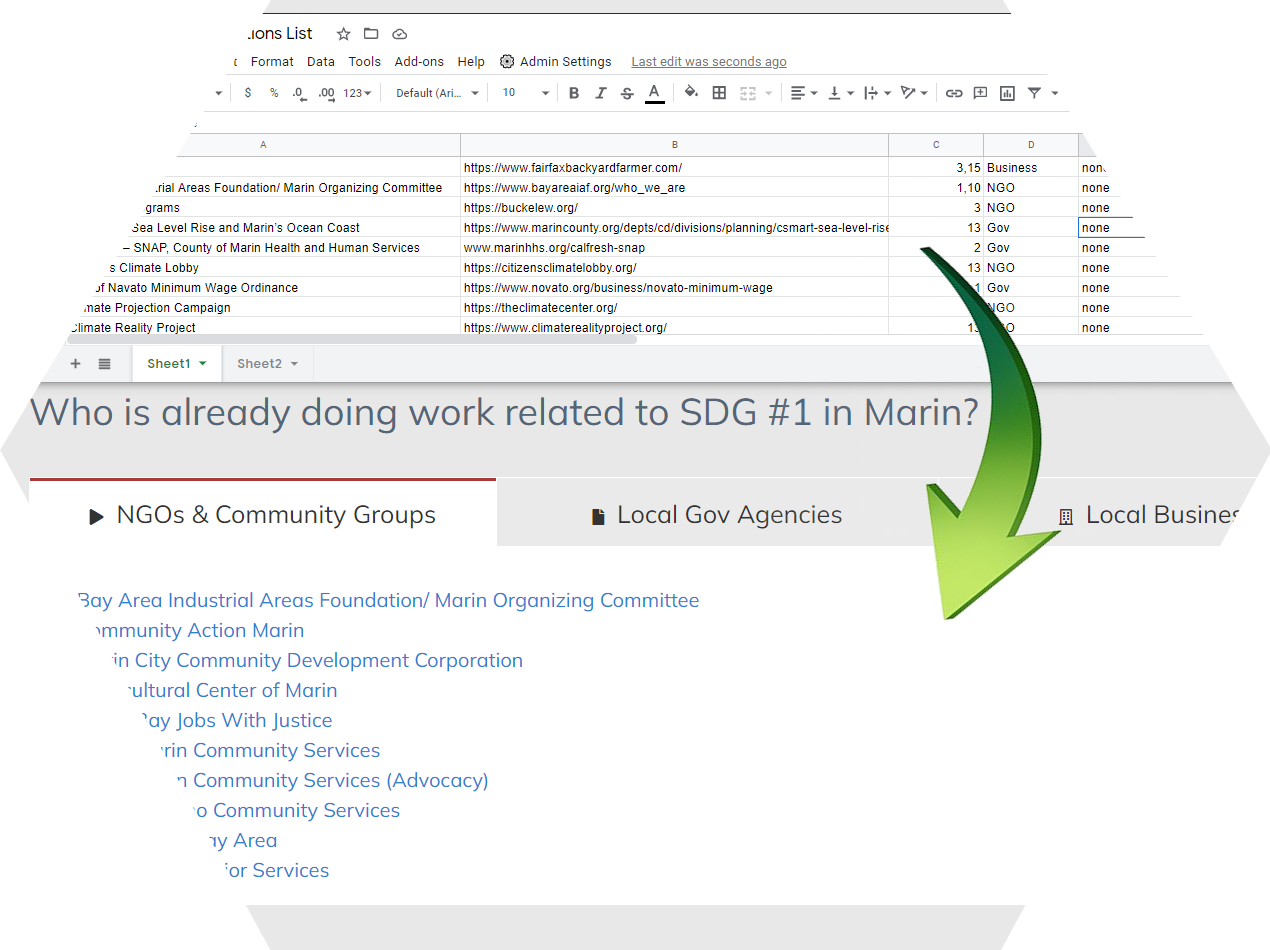 ions List
Format Data Tools Add-ons Help Admin Settings Last edit was seconds ago
$ % .0 .00 123 Default (Ari... 10 B I S A
A B C D
https://www.fairfaxbackyardfarmer.com/ 3,15 Business non
rial Areas Foundation/ Marin Organizing Committee https://www.bayareaiaf.org/who_we_are 1,10 NGO none
grams https://buckelew.org/ 3 NGO none
Sea Level Rise and Marin’s Ocean Coast https://www.marincounty.org/depts/cd/divisions/planning/csmart-sea-level-rise 13 Gov none
– SNAP, County of Marin Health and Human Services www.marinhhs.org/calfresh-snap 2 Gov none
s Climate Lobby https://citizensclimatelobby.org/ 13 NGO none
of Navato Minimum Wage Ordinance https://www.novato.org/business/novato-minimum-wage 1 Gov none
mate Projection Campaign https://theclimatecenter.org/ NGO none
Climate Reality Project https://www.climaterealityproject.org/ 13 GO none
+ Sheet1 Sheet2
Who is already doing work related to SDG #1 in Marin?
NGOs & Community Groups Local Gov Agencies Local Busines
Bay Area Industrial Areas Foundation/ Marin Organizing Committee
ommunity Action Marin
in City Community Development Corporation
ultural Center of Marin
Bay Jobs With Justice
rin Community Services
n Community Services (Advocacy)
o Community Services
ay Area
for Services